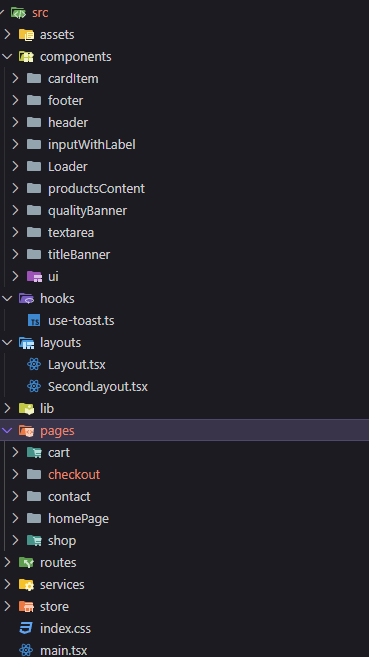 src
assets
components
cardItem
footer
header
inputWithLabel
Loader
productsContent
qualityBanner
textarea
titleBanner
ui
hooks
TS use-toast.ts
layouts
Layout.tsx
SecondLayout.tsx
lib
pages
cart
checkout
contact
homePage
shop
routes
services
store
index.css
main.tsx